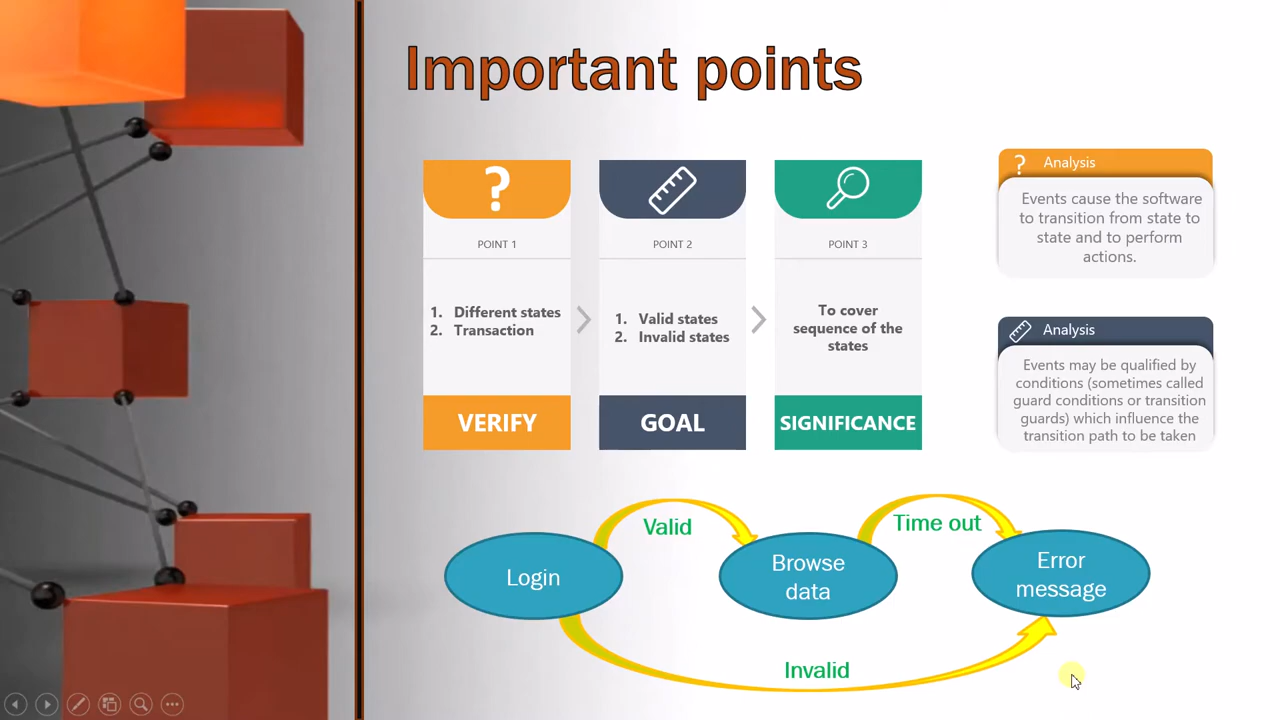 Important points
?
POINT 1
1. Different states
2. Transaction
VERIFY
POINT 2
1. Valid states
2. Invalid states
GOAL
POINT 3
To cover
sequence of the
states
SIGNIFICANCE
? Analysis
Events cause the software
to transition from state to
state and to perform
actions.
Analysis
Events may be qualified by
conditions (sometimes called
guard conditions or transition
guards) which influence the
transition path to be taken
Valid
Time out
Login
Browse
data
Error
message
Invalid